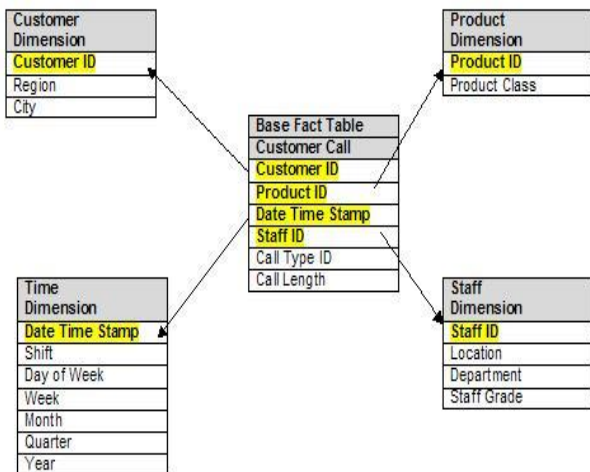 Customer
Dimension
Customer ID
Region
City
Product
Dimension
Product ID
Product Class
Base Fact Table
Customer Call
Customer ID
Product ID
Date Time Stamp
Staff ID
Call Type ID
Call Length
Time
Dimension
Date Time Stamp
Shift
Day of Week
Week
Month
Quarter
Year
Staff
Dimension
Staff ID
Location
Department
Staff Grade